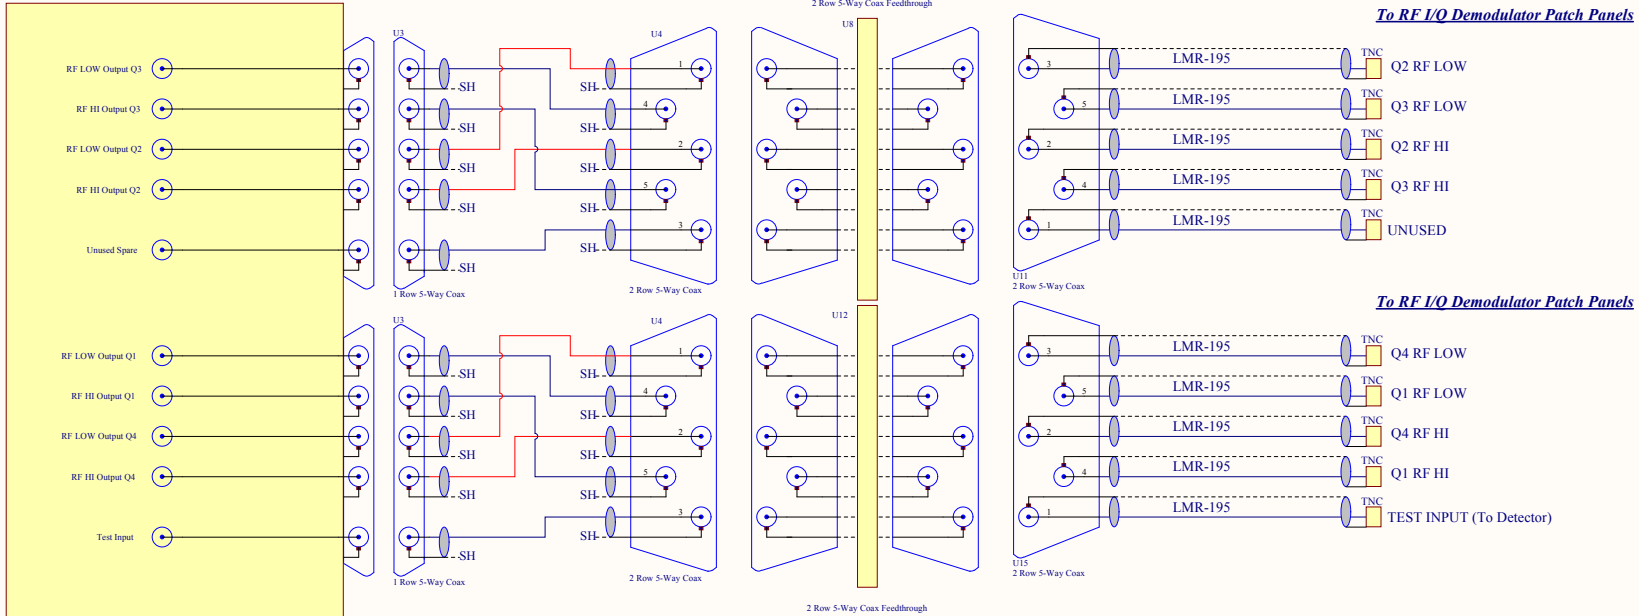 2 Row 5-Way Coax Feedthrough
To RF I/Q Demodulator Patch Panels
U3
U4
U8
RF LOW Output Q3
SH
SH
1
3
LMR-195
TNC
Q2 RF LOW
RF HI Output Q3
SH
SH
4
5
LMR-195
TNC
Q3 RF LOW
RF LOW Output Q2
SH
SH
2
2
LMR-195
TNC
Q2 RF HI
RF HI Output Q2
SH
SH
5
4
LMR-195
TNC
Q3 RF HI
Unused Spare
SH
SH
3
1
LMR-195
TNC
UNUSED
1 Row 5-Way Coax
2 Row 5-Way Coax
U11
2 Row 5-Way Coax
To RF I/Q Demodulator Patch Panels
U3
U4
U12
RF LOW Output Q1
SH
SH
1
3
LMR-195
TNC
Q4 RF LOW
RF HI Output Q1
SH
SH
4
5
LMR-195
TNC
Q1 RF LOW
RF LOW Output Q4
SH
SH
2
2
LMR-195
TNC
Q4 RF HI
RF HI Output Q4
SH
SH
5
4
LMR-195
TNC
Q1 RF HI
Test Input
SH
SH
3
1
LMR-195
TNC
TEST INPUT (To Detector)
1 Row 5-Way Coax
2 Row 5-Way Coax
U15
2 Row 5-Way Coax
2 Row 5-Way Coax Feedthrough